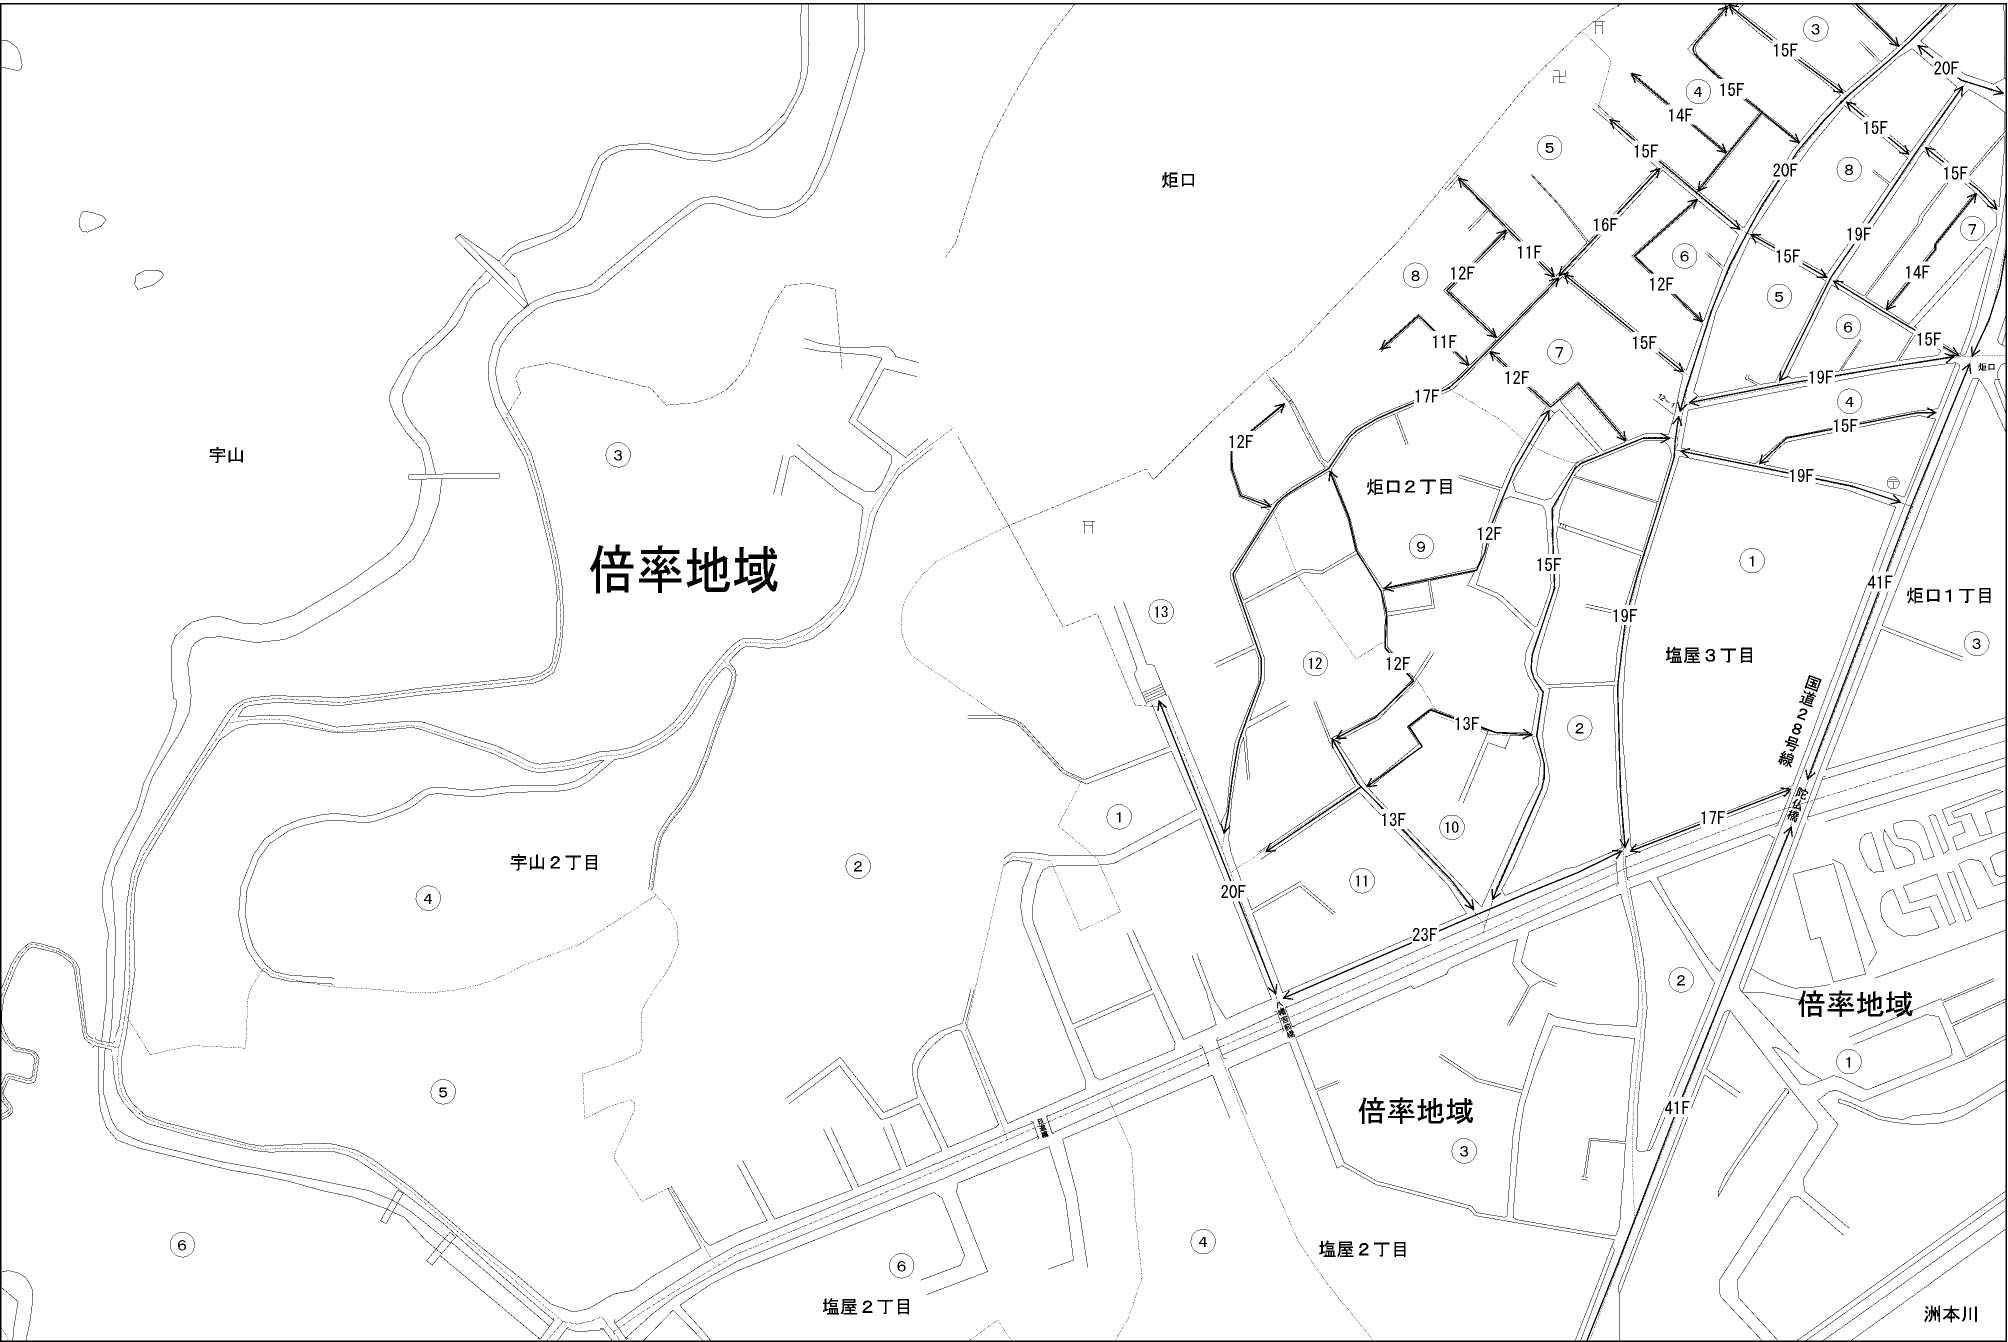 ③
15F
20F
④
15F
14F
15F
⑤
15F
⑧
15F
炬口
20F
16F
19F
⑦
11F
⑥
15F
12F
⑧
12F
14F
⑤
⑥
11F
15F
15F
⑦
12F
炬口
19F
17F
④
15F
12F
宇山
③
19F
炬口２丁目
12F
⑨
①
倍率地域
15F
41F
炬口１丁目
⑬
19F
③
⑫
12F
塩屋３丁目
国道２８号線
13F
②
陀仏橋
①
13F
⑩
17F
宇山２丁目
②
⑪
20F
④
23F
②
倍率地域
①
⑤
倍率地域
41F
③
④
塩屋２丁目
⑥
⑥
塩屋２丁目
洲本川